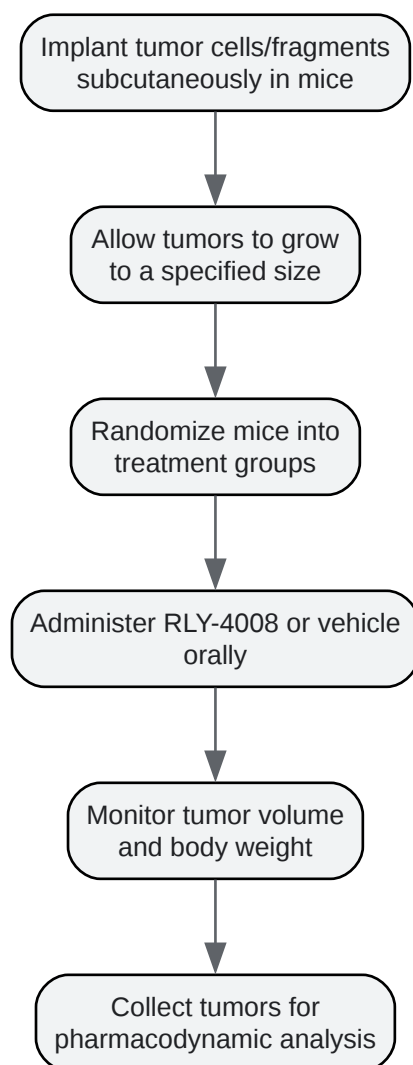 Implant tumor cells/fragments
subcutaneously in mice
Allow tumors to grow
to a specified size
Randomize mice into
treatment groups
Administer RLY-4008 or vehicle
orally
Monitor tumor volume
and body weight
Collect tumors for
pharmacodynamic analysis